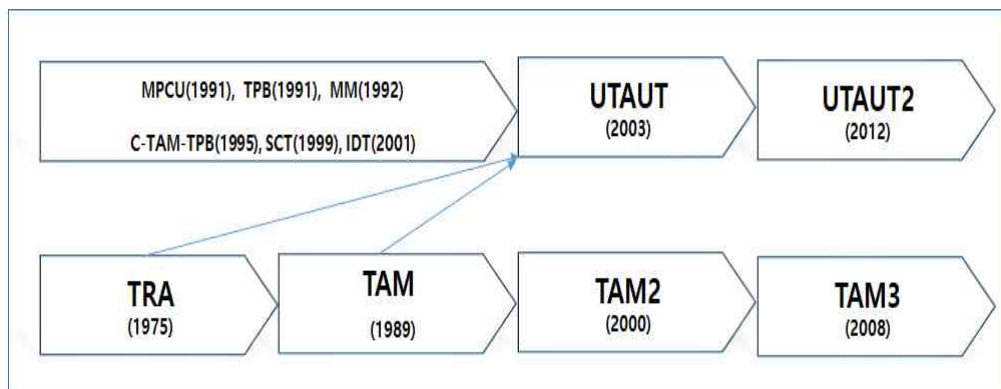 MPCU(1991), TPB(1991), MM(1992)
C-TAM-TPB(1995), SCT(1999), IDT(2001)
UTAUT
(2003)
UTAUT2
(2012)
TRA
(1975)
TAM
(1989)
TAM2
(2000)
TAM3
(2008)